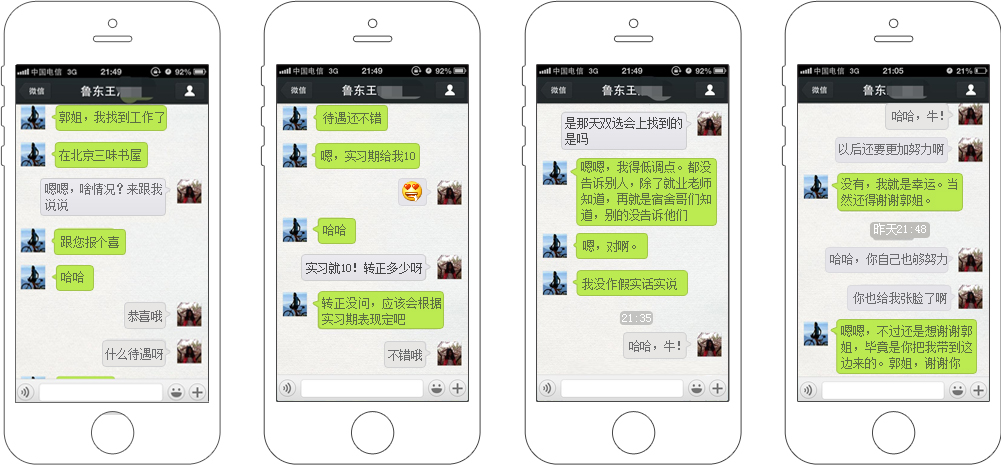 中国电信 3G 21:49 92%
微信 鲁东王
郭姐，我找到工作了
在北京三味书屋
嗯嗯，啥情况？来跟我
说说
跟您报个喜
哈哈
恭喜哦
什么待遇呀
中国电信 3G 21:49 92%
微信 鲁东王
待遇还不错
嗯，实习期给我10
哈哈
实习就10！转正多少呀
转正没问，应该会根据
实习期表现定吧
不错哦
中国电信 3G 21:49 92%
微信 鲁东王
是那天双选会上找到的
是吗
嗯嗯，我得低调点。都没
告诉别人，除了就业老师
知道，再就是宿舍哥们知
道，别的没告诉他们
嗯，对啊。
我没作假实话实说
21:35
哈哈，牛！
中国电信 3G 21:05 21%
微信 鲁东王
哈哈，牛！
以后还要更加努力啊
没有，我就是幸运。当
然还得谢谢郭姐。
昨天21:48
哈哈，你自己也够努力
你也给我张脸了啊
嗯嗯，不过还是想谢谢郭
姐，毕竟是你把我带到这
边来的。郭姐，谢谢你